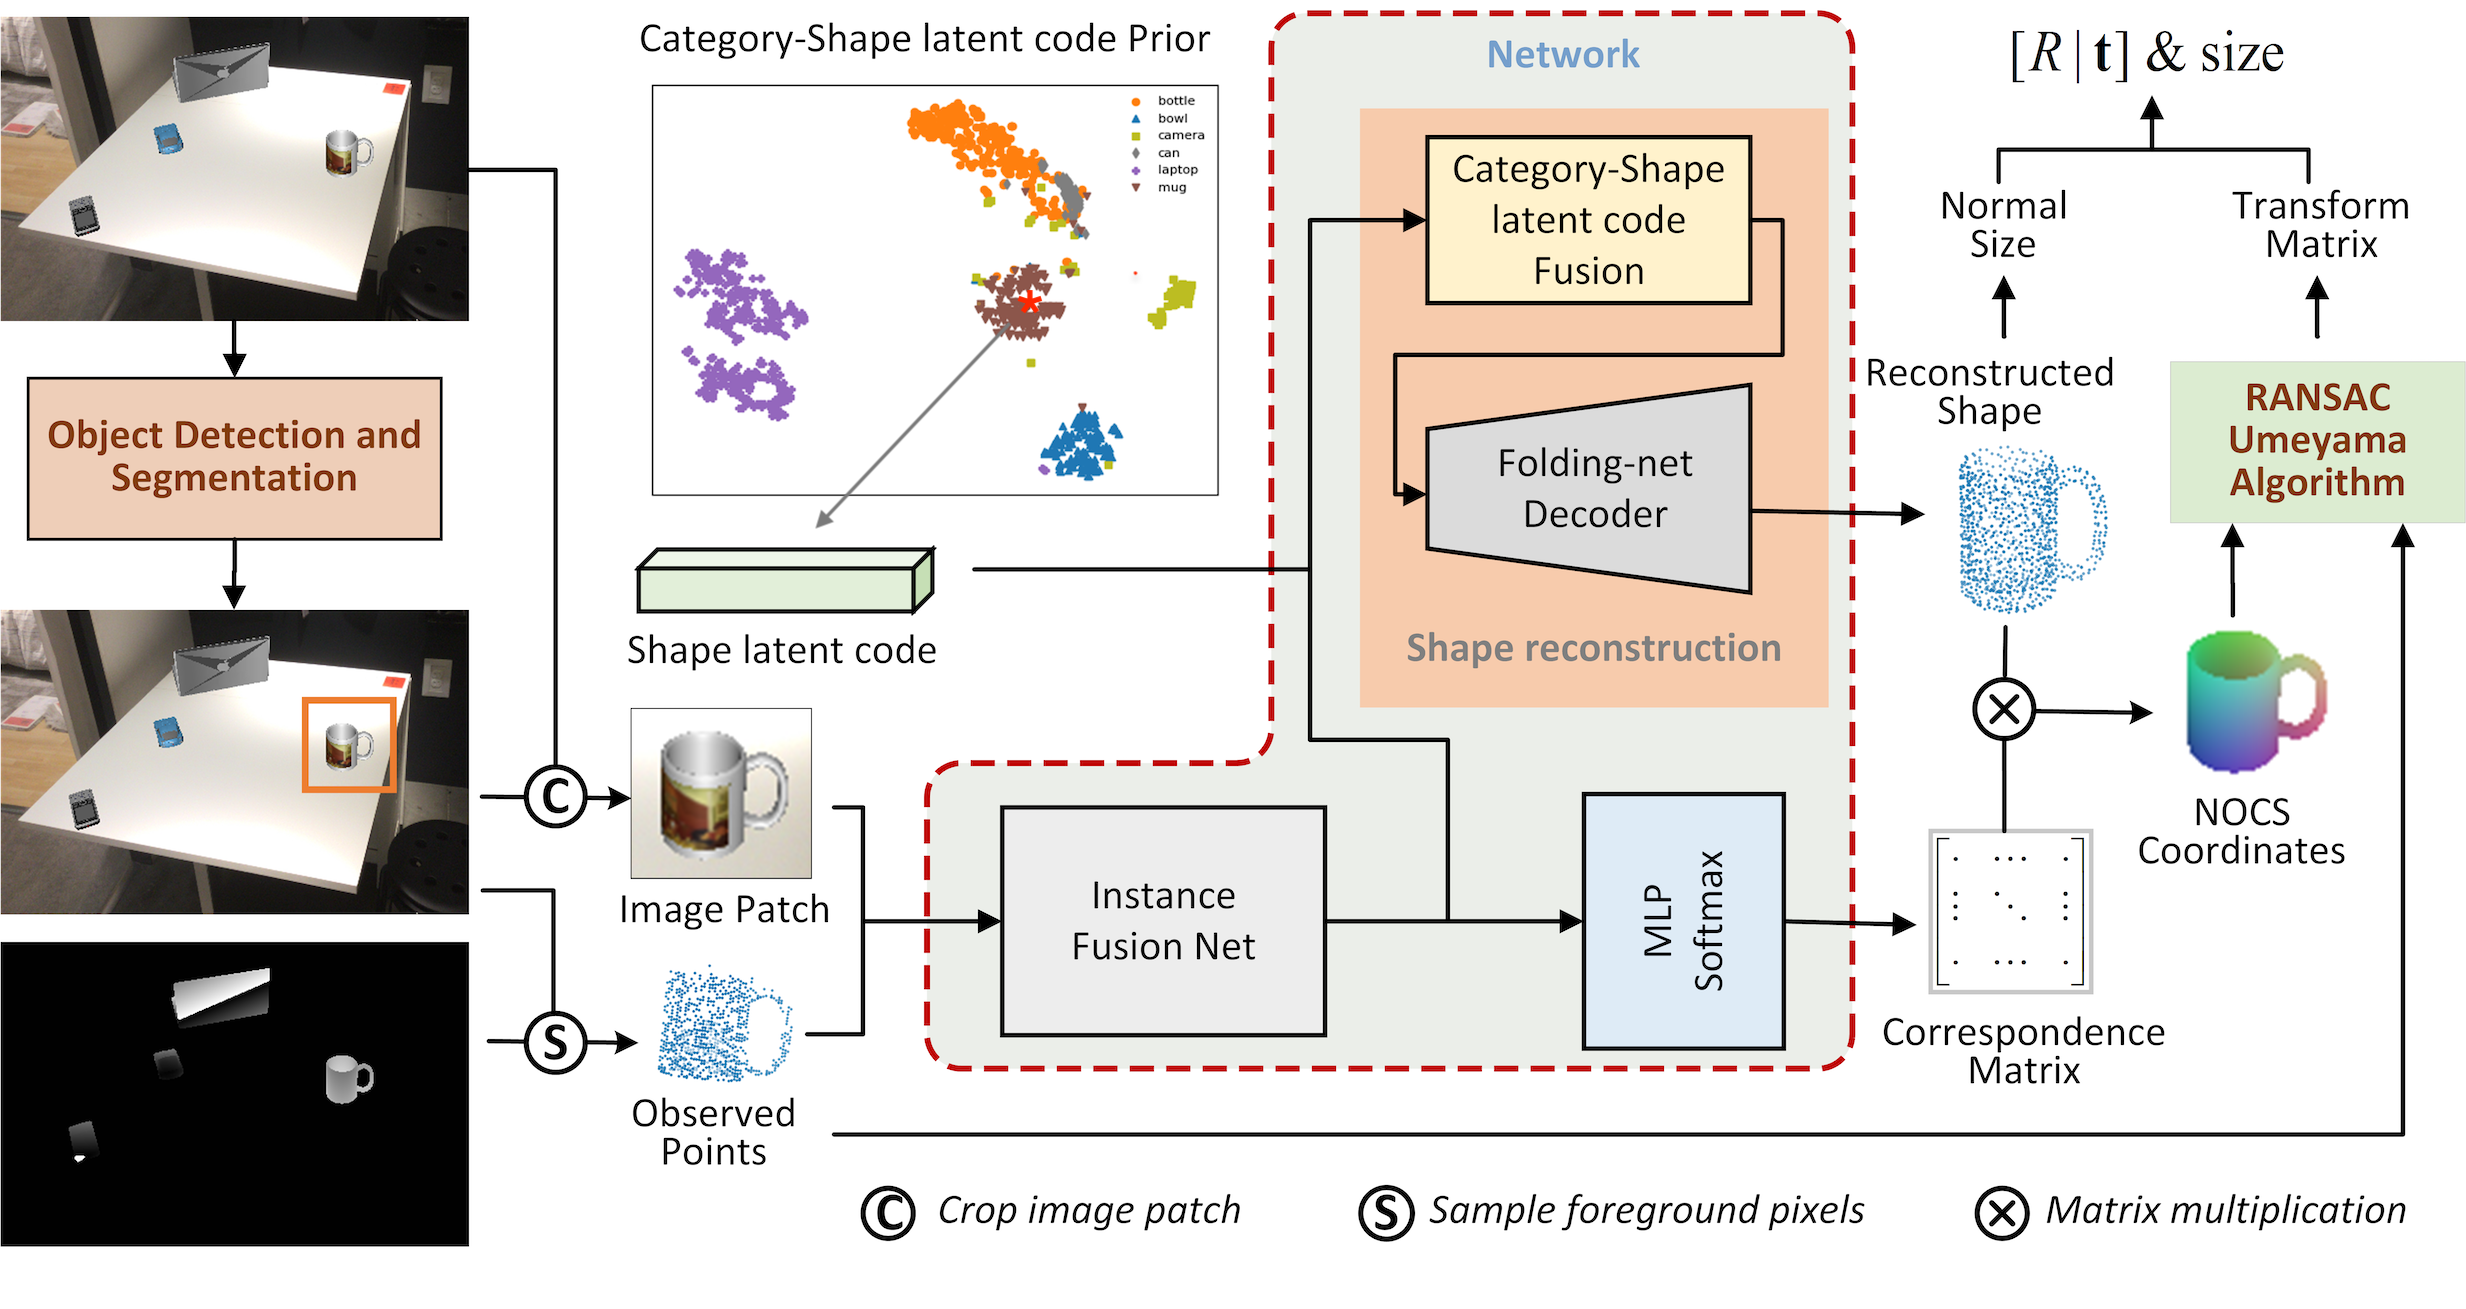 Category-Shape latent code Prior
bottle
bowl
camera
can
laptop
mug
Object Detection and
Segmentation
Shape latent code
C
Image Patch
S
Observed
Points
Network
Category-Shape
latent code
Fusion
Folding-net
Decoder
Shape reconstruction
Instance
Fusion Net
MLP
Softmax
[R|t] & size
Normal
Size
Transform
Matrix
Reconstructed
Shape
RANSAC
Umeyama
Algorithm
NOCS
Coordinates
Correspondence
Matrix
C Crop image patch
S Sample foreground pixels
⊗ Matrix multiplication